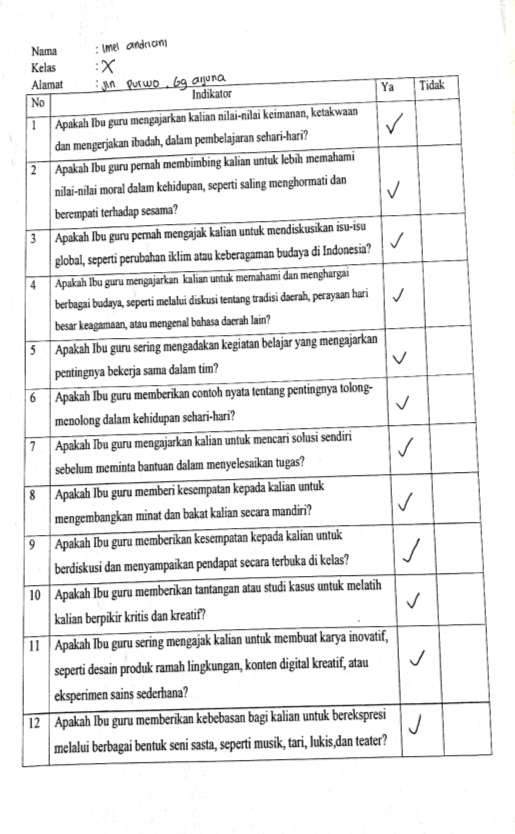 Nama : Imel andriani
Kelas : X
Alamat : Jln purwo, Gg arjuna
No Indikator Ya Tidak
1 Apakah Ibu guru mengajarkan kalian nilai-nilai keimanan, ketakwaan
dan mengerjakan ibadah, dalam pembelajaran sehari-hari? ✓
2 Apakah Ibu guru pernah membimbing kalian untuk lebih memahami
nilai-nilai moral dalam kehidupan, seperti saling menghormati dan ✓
berempati terhadap sesama?
3 Apakah Ibu guru pernah mengajak kalian untuk mendiskusikan isu-isu
global, seperti perubahan iklim atau keberagaman budaya di Indonesia? ✓
4 Apakah Ibu guru mengajarkan kalian untuk memahami dan menghargai
berbagai budaya, seperti melalui diskusi tentang tradisi daerah, perayaan hari ✓
besar keagamaan, atau mengenal bahasa daerah lain?
5 Apakah Ibu guru sering mengadakan kegiatan belajar yang mengajarkan
pentingnya bekerja sama dalam tim? ✓
6 Apakah Ibu guru memberikan contoh nyata tentang pentingnya tolong-
menolong dalam kehidupan sehari-hari? ✓
7 Apakah Ibu guru mengajarkan kalian untuk mencari solusi sendiri
sebelum meminta bantuan dalam menyelesaikan tugas? ✓
8 Apakah Ibu guru memberi kesempatan kepada kalian untuk
mengembangkan minat dan bakat kalian secara mandiri? ✓
9 Apakah Ibu guru memberikan kesempatan kepada kalian untuk
berdiskusi dan menyampaikan pendapat secara terbuka di kelas? ✓
10 Apakah Ibu guru memberikan tantangan atau studi kasus untuk melatih
kalian berpikir kritis dan kreatif? ✓
11 Apakah Ibu guru sering mengajak kalian untuk membuat karya inovatif,
seperti desain produk ramah lingkungan, konten digital kreatif, atau ✓
eksperimen sains sederhana?
12 Apakah Ibu guru memberikan kebebasan bagi kalian untuk berekspresi
melalui berbagai bentuk seni sasta, seperti musik, tari, lukis,dan teater? ✓